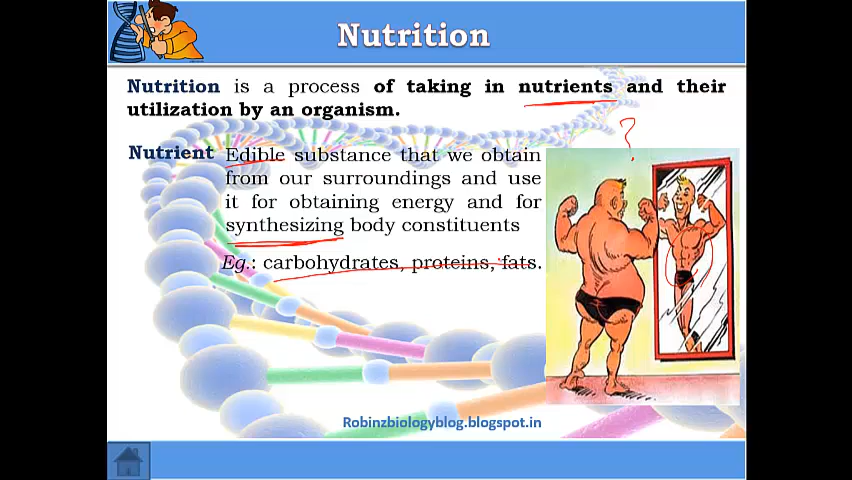 Nutrition
Nutrition is a process of taking in nutrients and their
utilization by an organism.
?
Nutrient Edible substance that we obtain
from our surroundings and use
it for obtaining energy and for
synthesizing body constituents
Eg.: carbohydrates, proteins, fats.
Robinzbiologyblog.blogspot.in